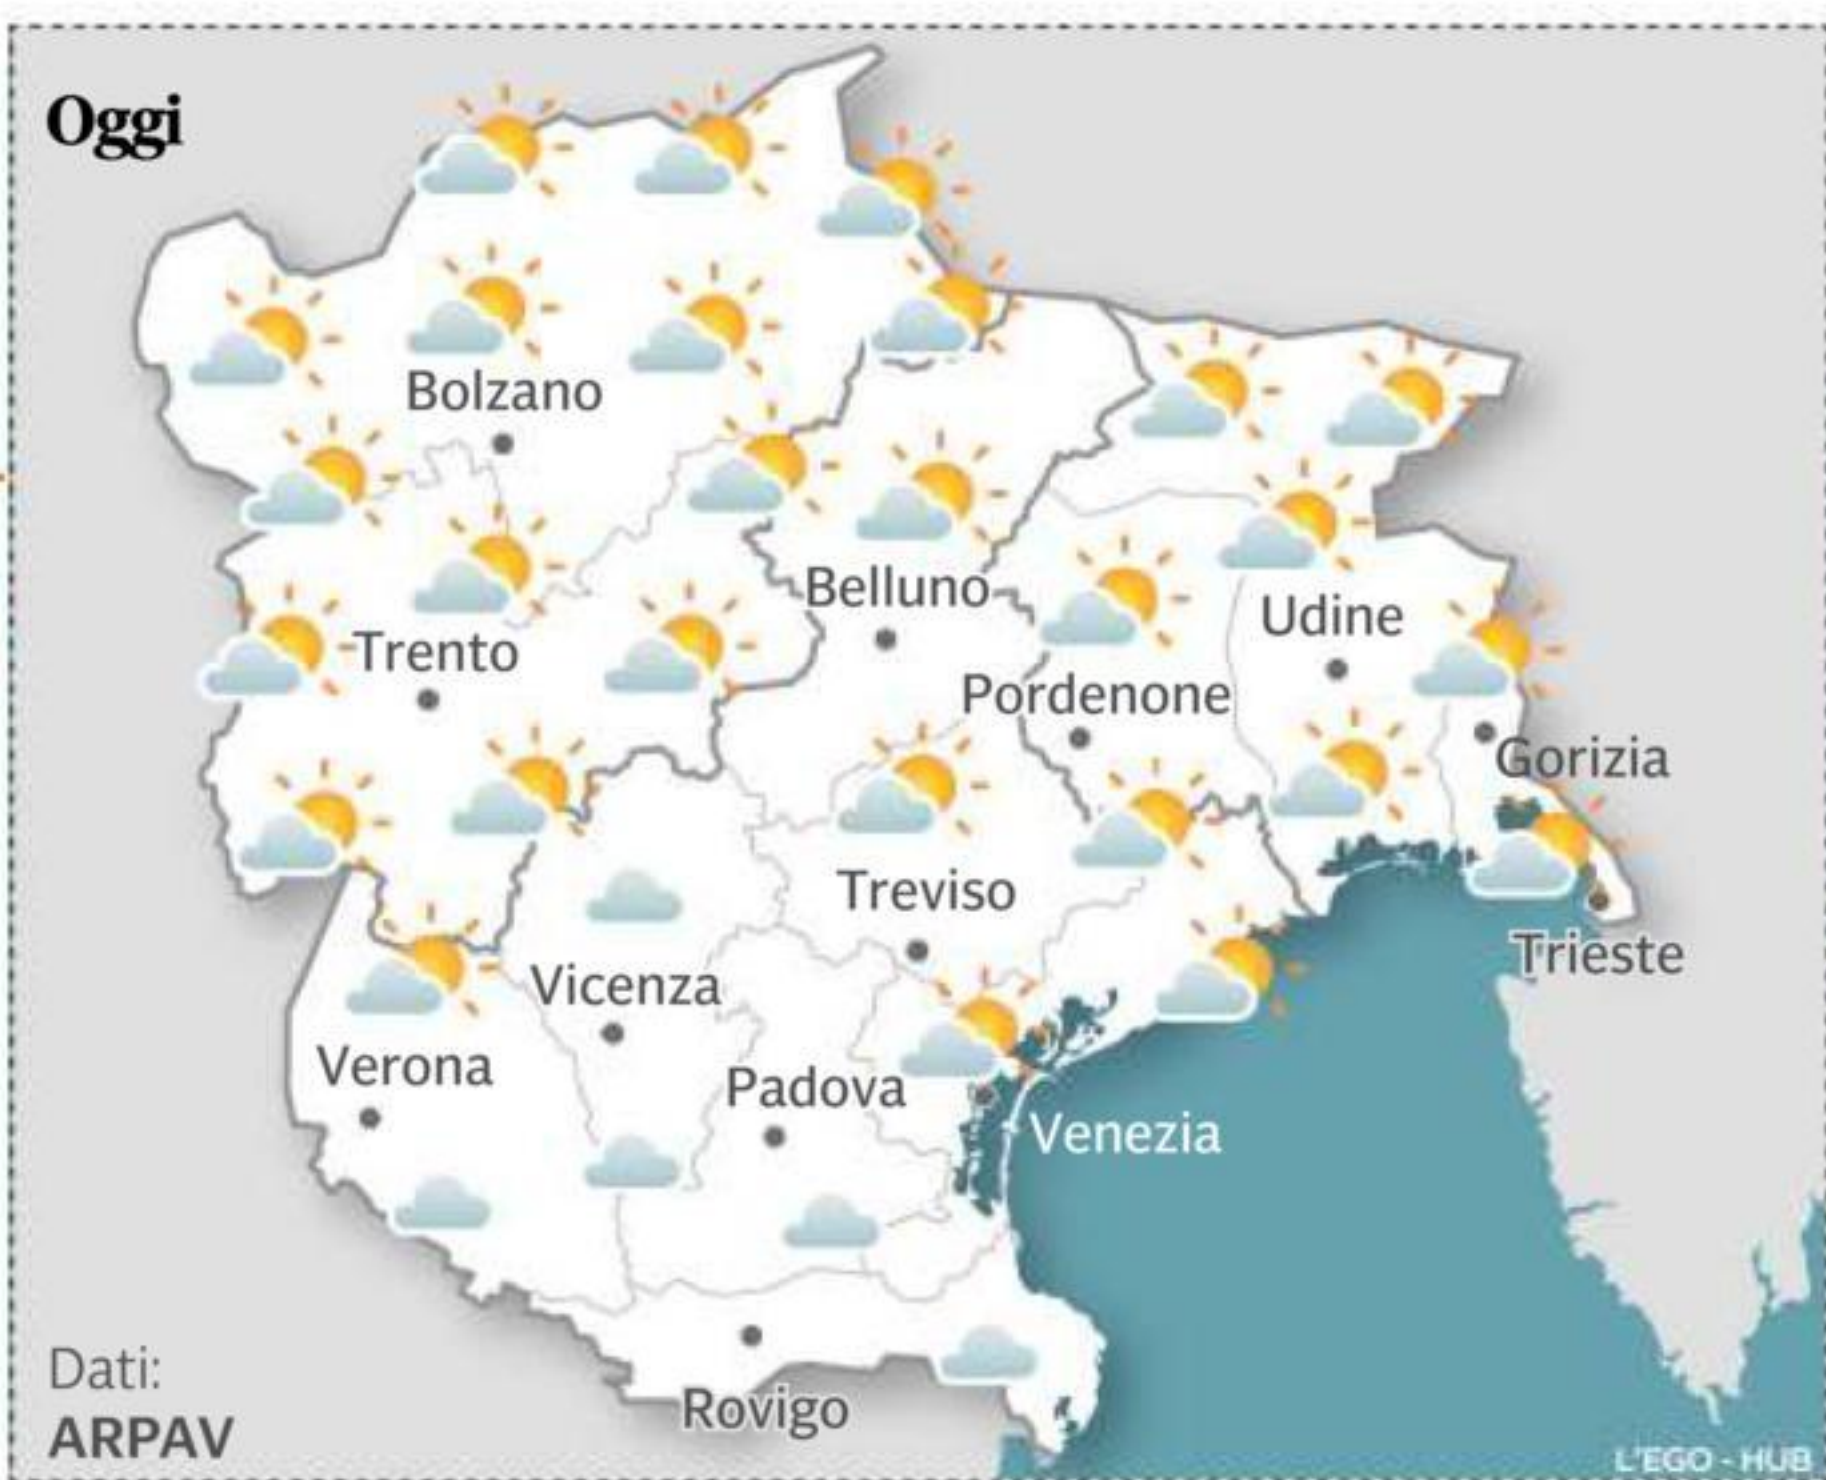 Oggi
Bolzano
Belluno
Trento
Udine
Pordenone
Gorizia
Treviso
Trieste
Vicenza
Verona
Padova
Venezia
Rovigo
Dati:
ARPAV
L'EGO - HUB